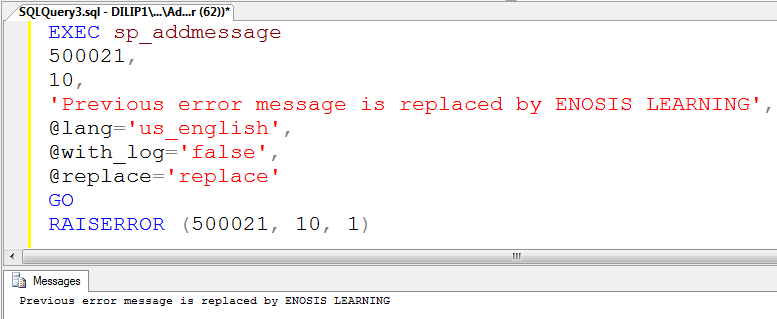 SQLQuery3.sql - DILIP1\...\Ad...r (62))*
EXEC sp_addmessage
500021,
10,
'Previous error message is replaced by ENOSIS LEARNING',
@lang='us_english',
@with_log='false',
@replace='replace'
GO
RAISERROR (500021, 10, 1)
Messages
Previous error message is replaced by ENOSIS LEARNING